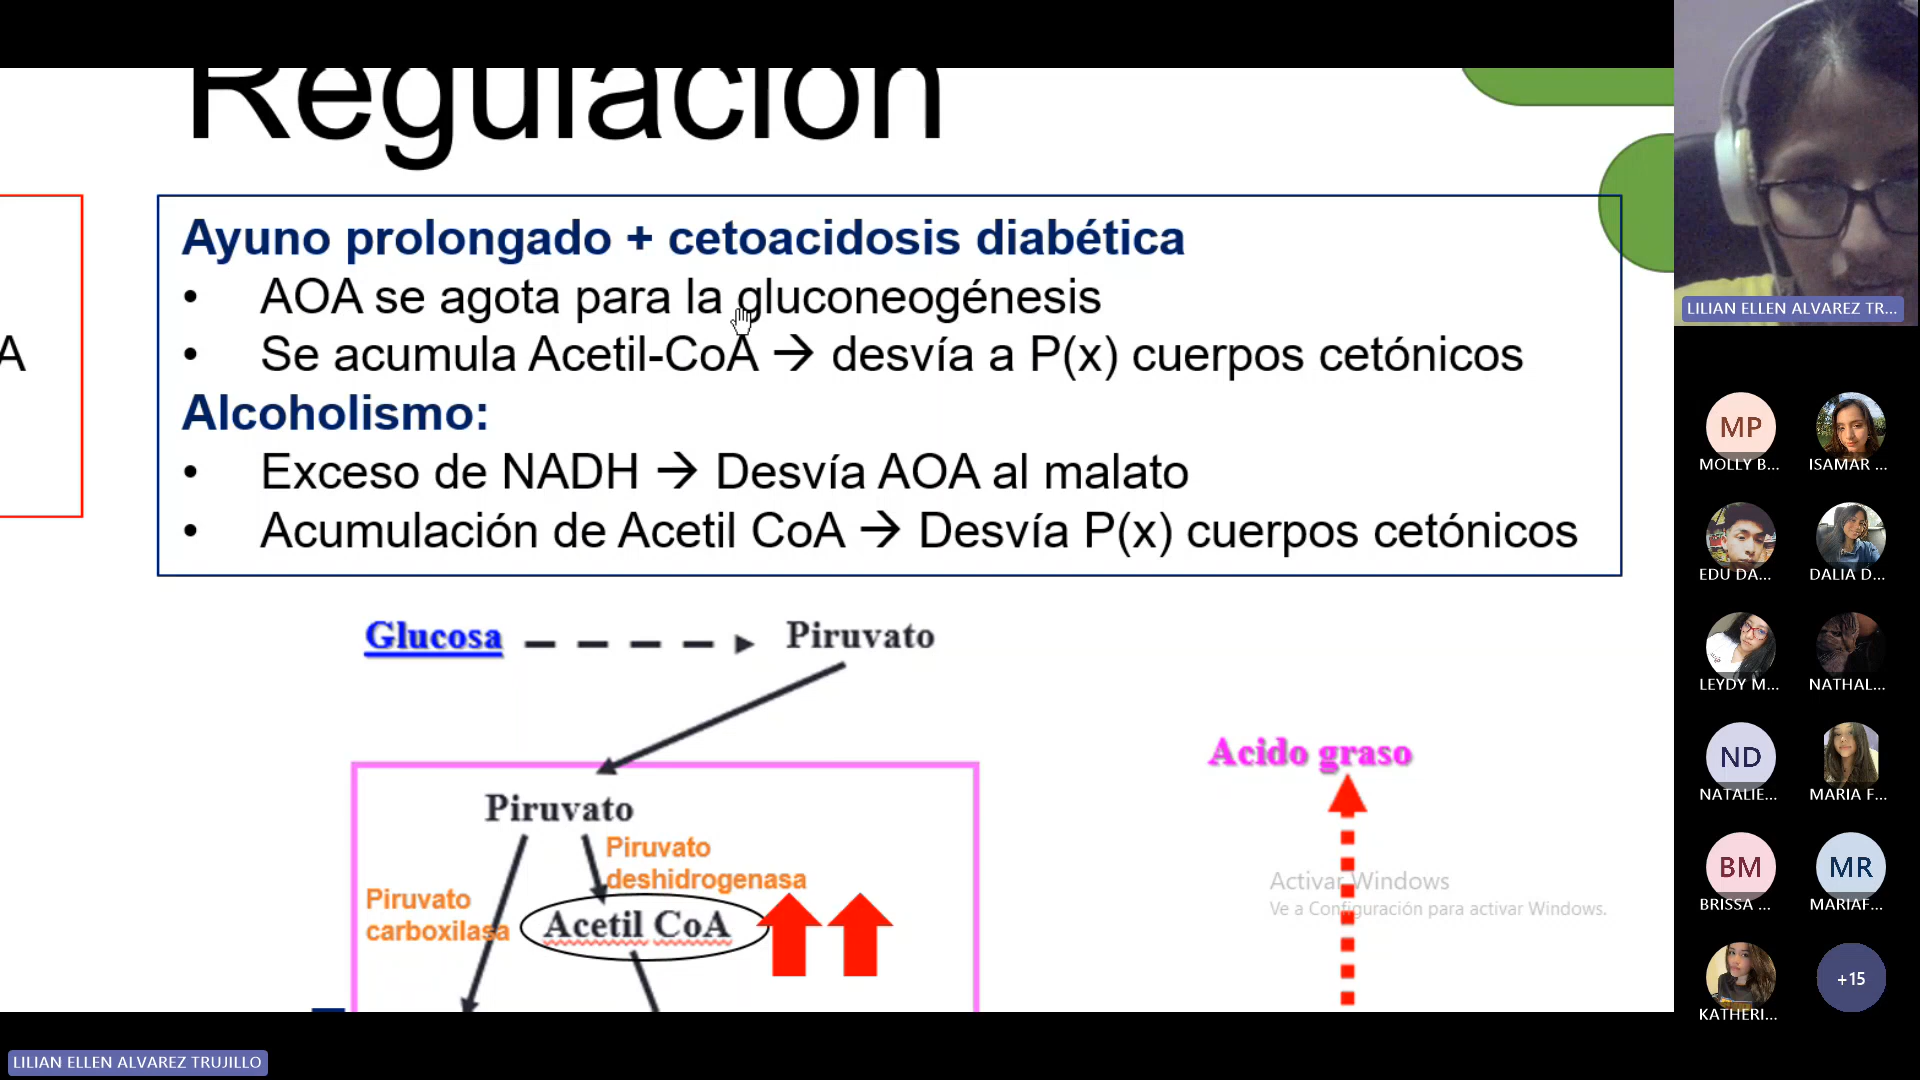 Regulación
Ayuno prolongado + cetoacidosis diabética
• AOA se agota para la gluconeogénesis
• Se acumula Acetil-CoA → desvía a P(x) cuerpos cetónicos
Alcoholismo:
• Exceso de NADH → Desvía AOA al malato
• Acumulación de Acetil CoA → Desvía P(x) cuerpos cetónicos
A
Glucosa
Piruvato
Acido graso
Piruvato
Piruvato
deshidrogenasa
Piruvato
carboxilasa
Acetil CoA
Activar Windows
Ve a Configuración para activar Windows.
LILIAN ELLEN ALVAREZ TR...
MP
MOLLY B...
ISAMAR ...
EDU DA...
DALIA D...
LEYDY M...
NATHAL...
ND
NATALIE...
MARIA F...
BM
BRISSA ...
MR
MARIAF...
KATHERI...
+15
LILIAN ELLEN ALVAREZ TRUJILLO